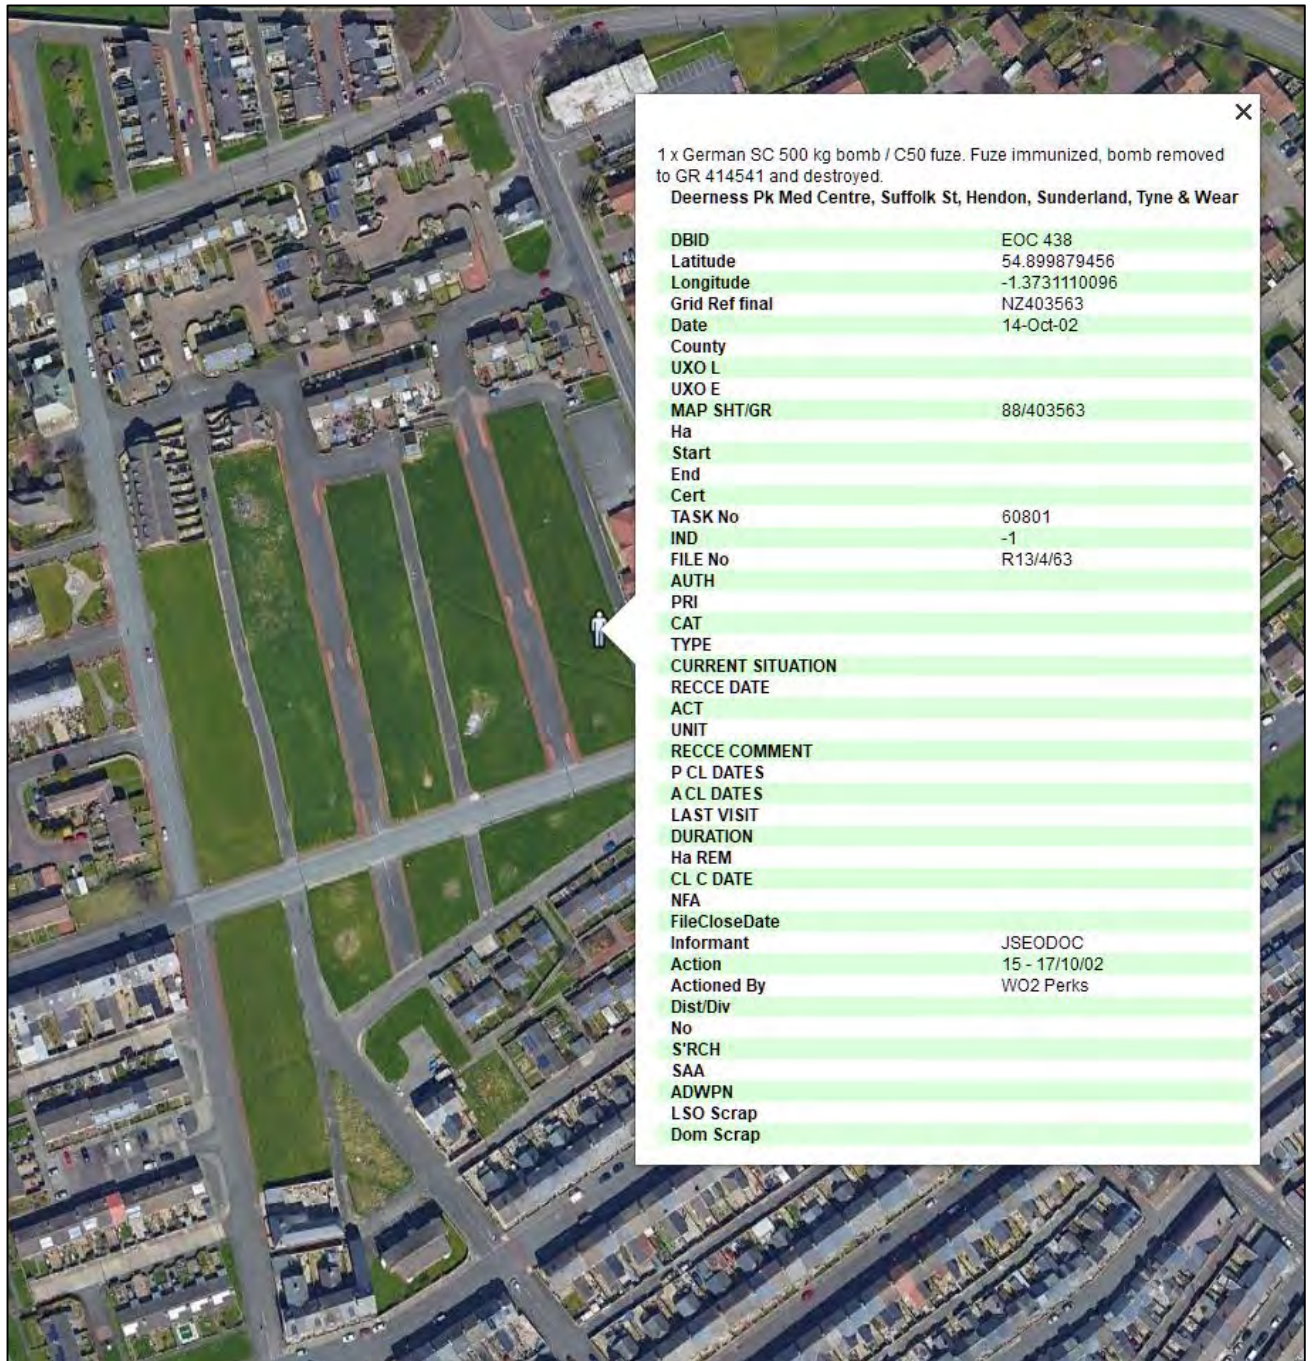 1 x German SC 500 kg bomb / C50 fuze. Fuze immunized, bomb removed
to GR 414541 and destroyed.
Deerness Pk Med Centre, Suffolk St, Hendon, Sunderland, Tyne & Wear
DBID EOC 438
Latitude 54.899879456
Longitude -1.3731110096
Grid Ref final NZ403563
Date 14-Oct-02
County
UXO L
UXO E
MAP SHT/GR 88/403563
Ha
Start
End
Cert
TASK No 60801
IND -1
FILE No R13/4/63
AUTH
PRI
CAT
TYPE
CURRENT SITUATION
RECCE DATE
ACT
UNIT
RECCE COMMENT
P CL DATES
A CL DATES
LAST VISIT
DURATION
Ha REM
CL C DATE
NFA
FileCloseDate
Informant JSEODOC
Action 15 - 17/10/02
Actioned By WO2 Perks
Dist/Div
No
S'RCH
SAA
ADWPN
LSO Scrap
Dom Scrap